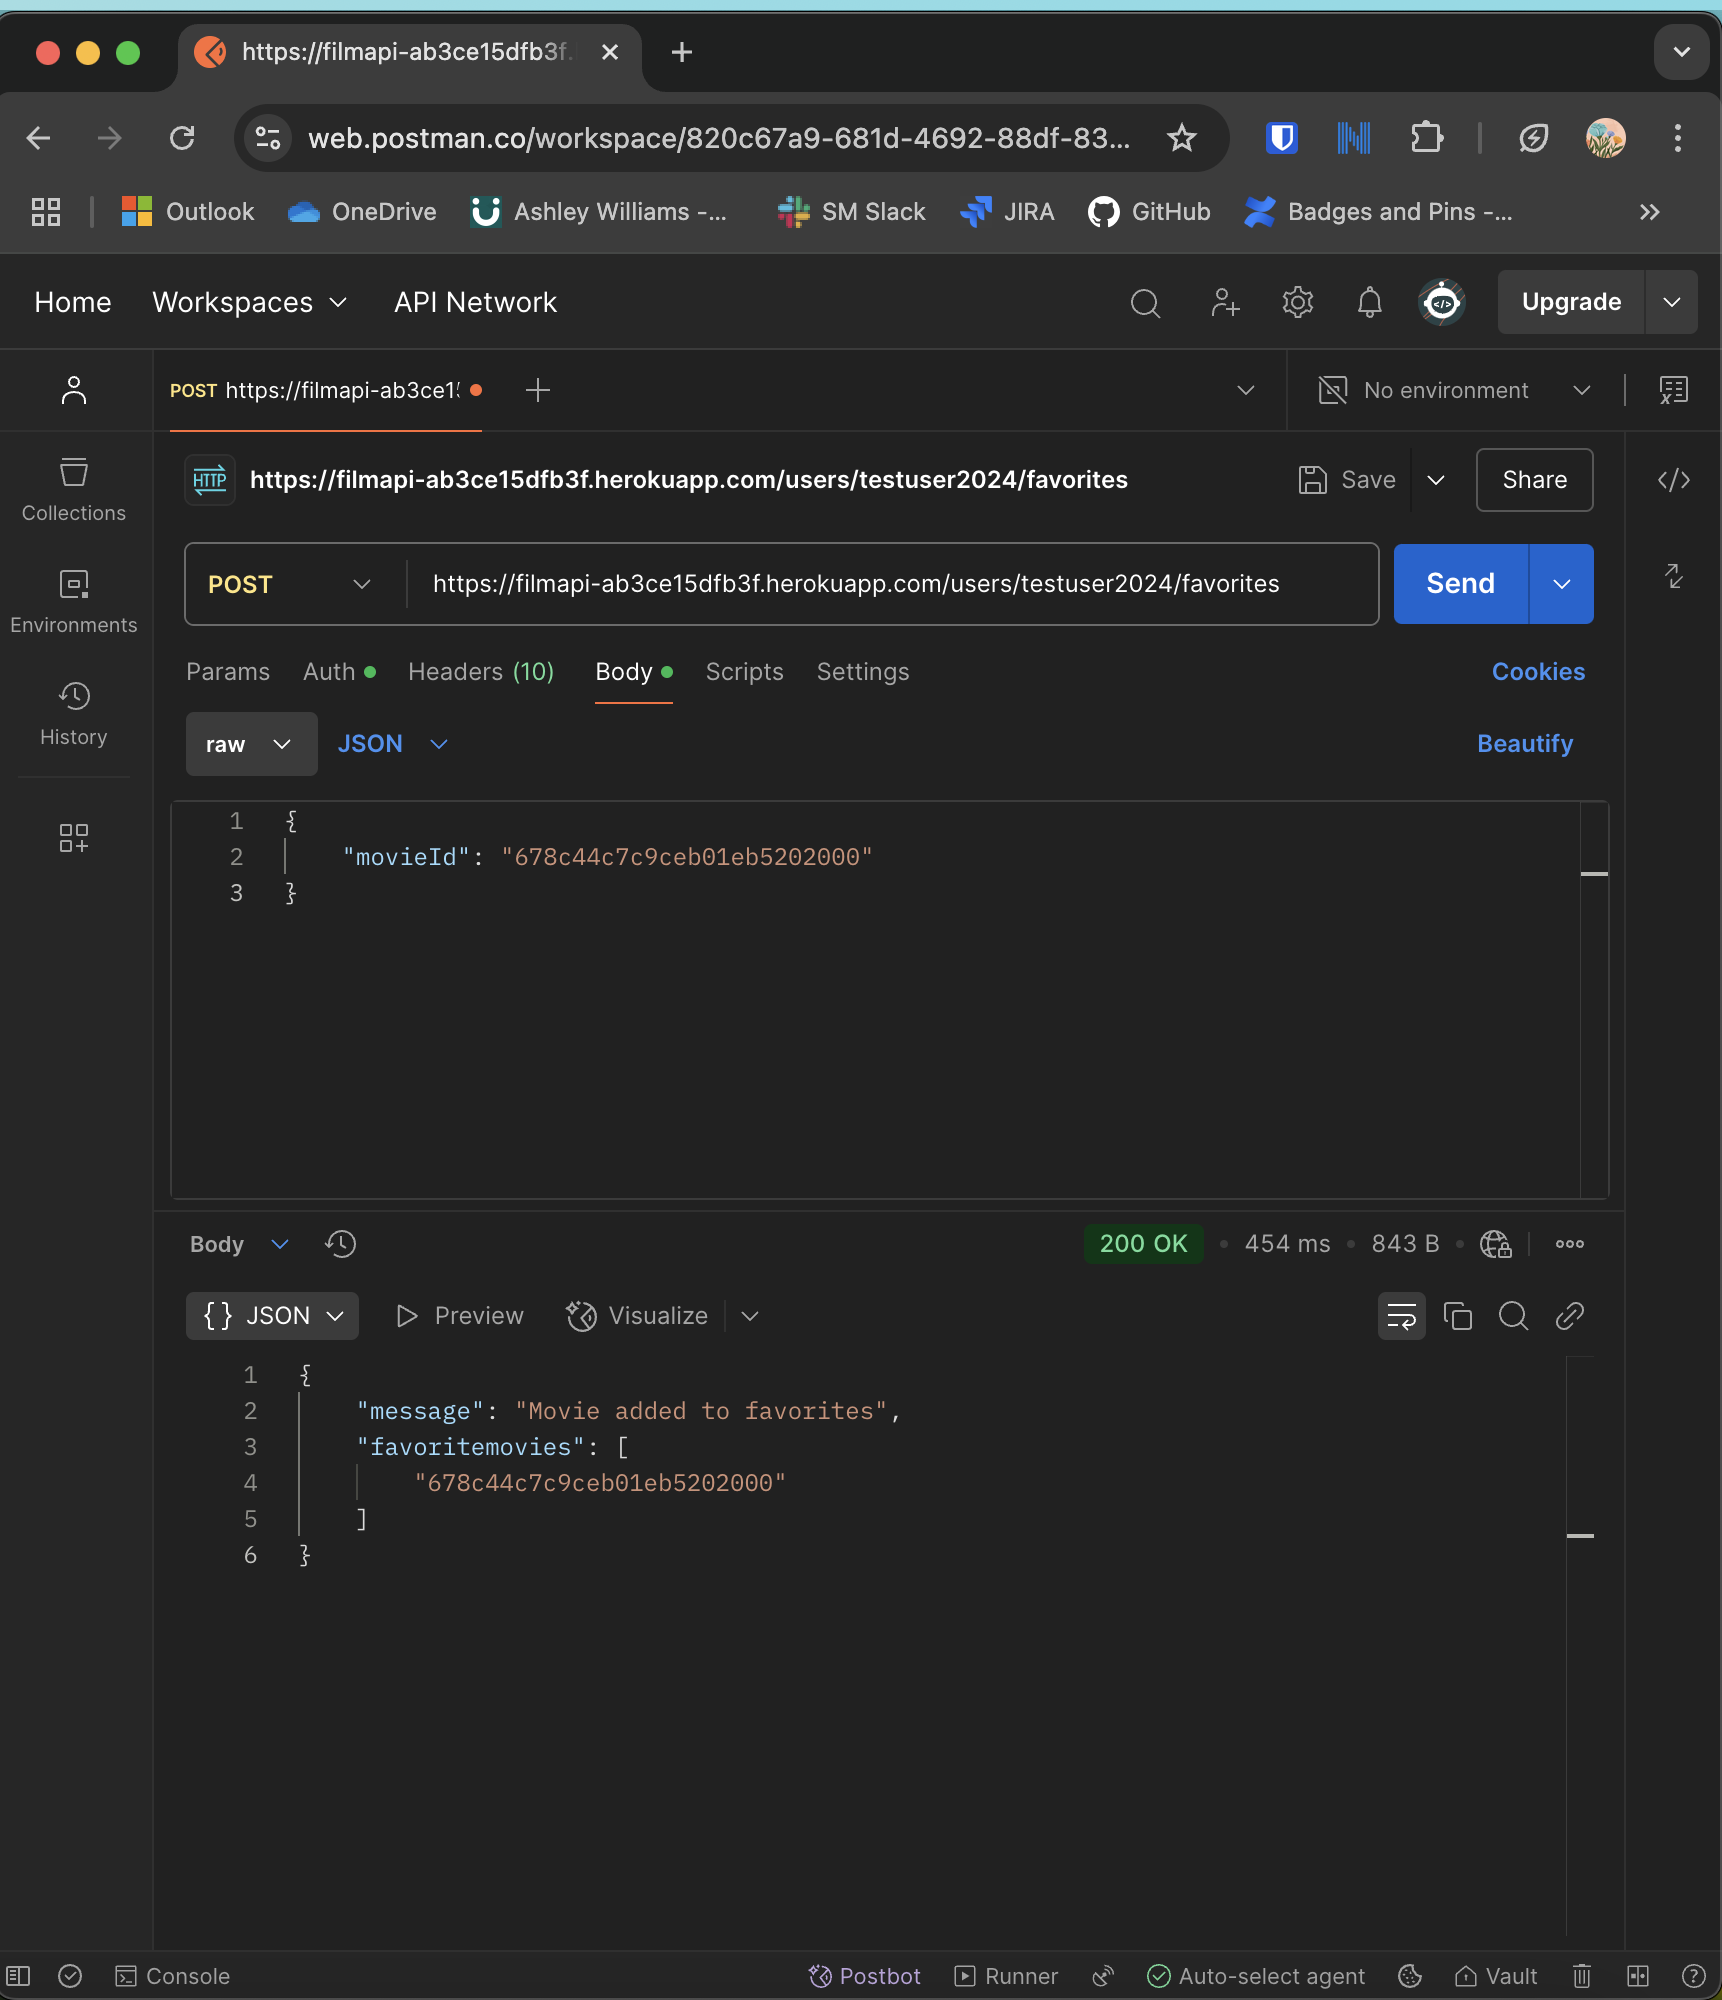 https://filmapi-ab3ce15dfb3f.
web.postman.co/workspace/820c67a9-681d-4692-88df-83...
Outlook OneDrive Ashley Williams -... SM Slack JIRA GitHub Badges and Pins -...
Home Workspaces API Network Upgrade
POST https://filmapi-ab3ce1 No environment
HTTP https://filmapi-ab3ce15dfb3f.herokuapp.com/users/testuser2024/favorites Save Share
Collections
POST https://filmapi-ab3ce15dfb3f.herokuapp.com/users/testuser2024/favorites Send
Environments
Params Auth Headers (10) Body Scripts Settings Cookies
History
raw JSON Beautify
1 {
2 "movieId": "678c44c7c9ceb01eb5202000"
3 }
Body 200 OK • 454 ms • 843 B •
{} JSON Preview Visualize
1 {
2 "message": "Movie added to favorites",
3 "favoritemovies": [
4 "678c44c7c9ceb01eb5202000"
5 ]
6 }
Console Postbot Runner Auto-select agent Vault